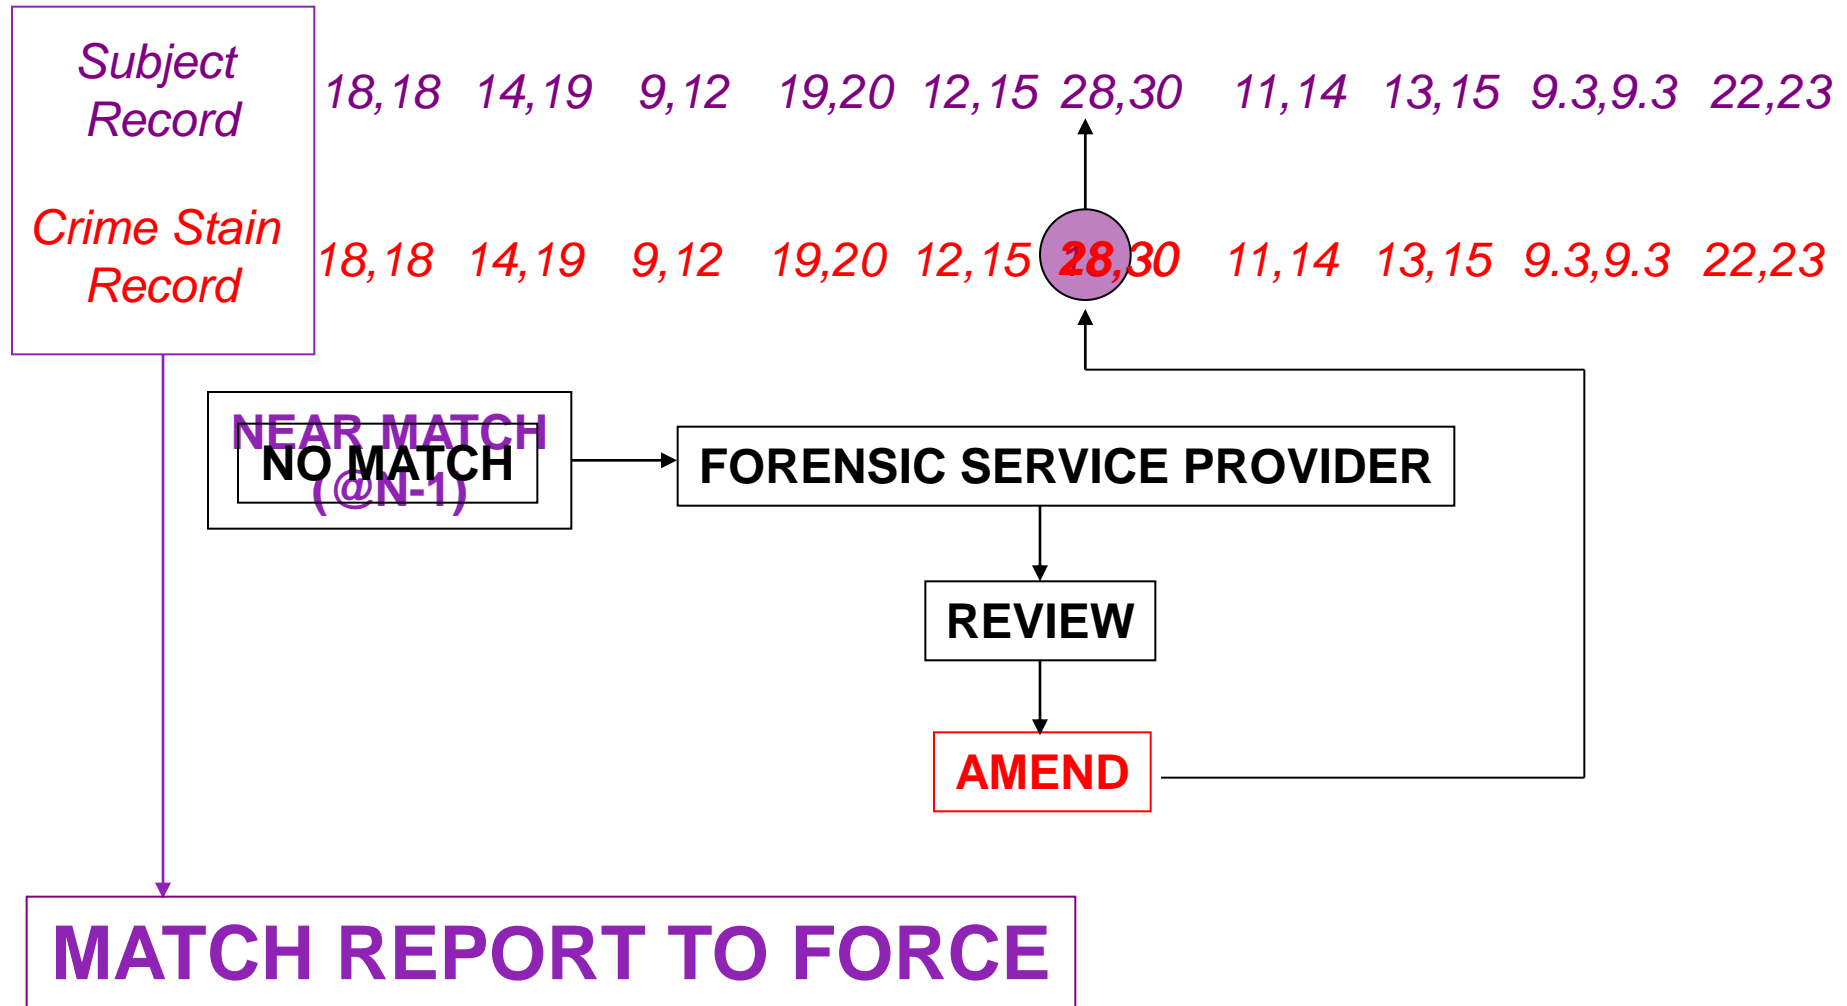 Subject
Record
18,18 14,19 9,12 19,20 12,15 28,30 11,14 13,15 9.3,9.3 22,23
Crime Stain
Record
18,18 14,19 9,12 19,20 12,15 28,30 11,14 13,15 9.3,9.3 22,23
NEAR MATCH
(@N-1)
NO MATCH
FORENSIC SERVICE PROVIDER
REVIEW
AMEND
MATCH REPORT TO FORCE